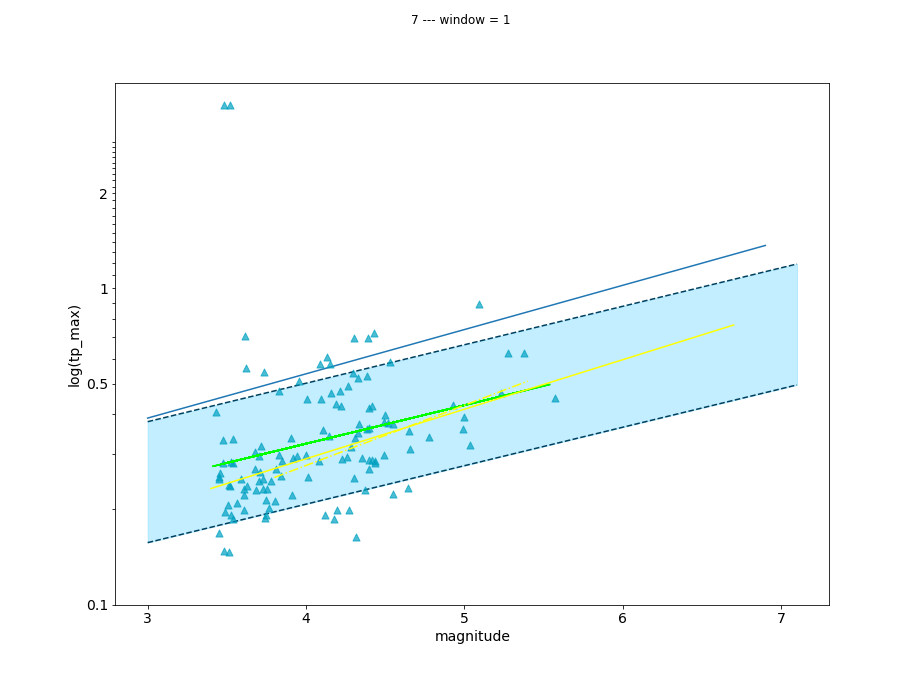 7 --- window = 1
log(tp_max)
2
1
0.5
0.1
3 4 5 6 7
magnitude